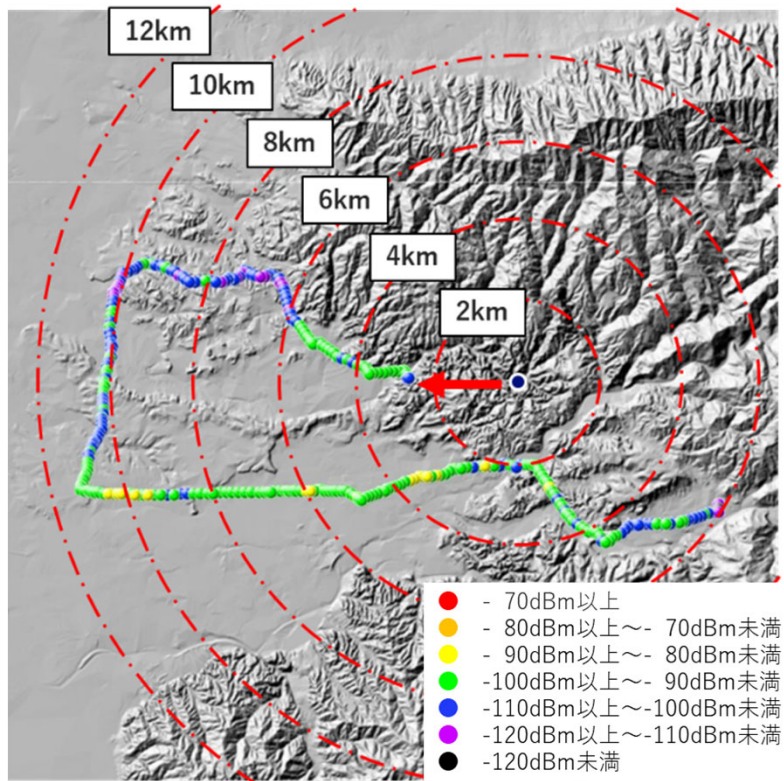 12km
10km
8km
6km
4km
2km
- 70dBm以上
- 80dBm以上~- 70dBm未満
- 90dBm以上~- 80dBm未満
-100dBm以上~- 90dBm未満
-110dBm以上~-100dBm未満
-120dBm以上~-110dBm未満
-120dBm未満